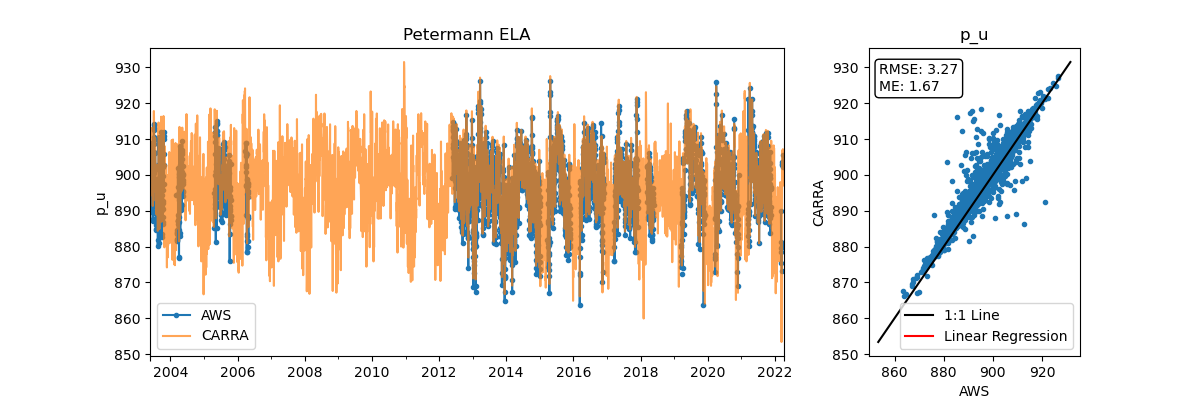 Petermann ELA
p_u
930
920
910
900
890
880
870
860
850
p_u
AWS
CARRA
2004
2006
2008
2010
2012
2014
2016
2018
2020
2022
p_u
RMSE: 3.27
ME: 1.67
930
920
910
900
890
880
870
860
850
CARRA
1:1 Line
Linear Regression
860
880
900
920
AWS